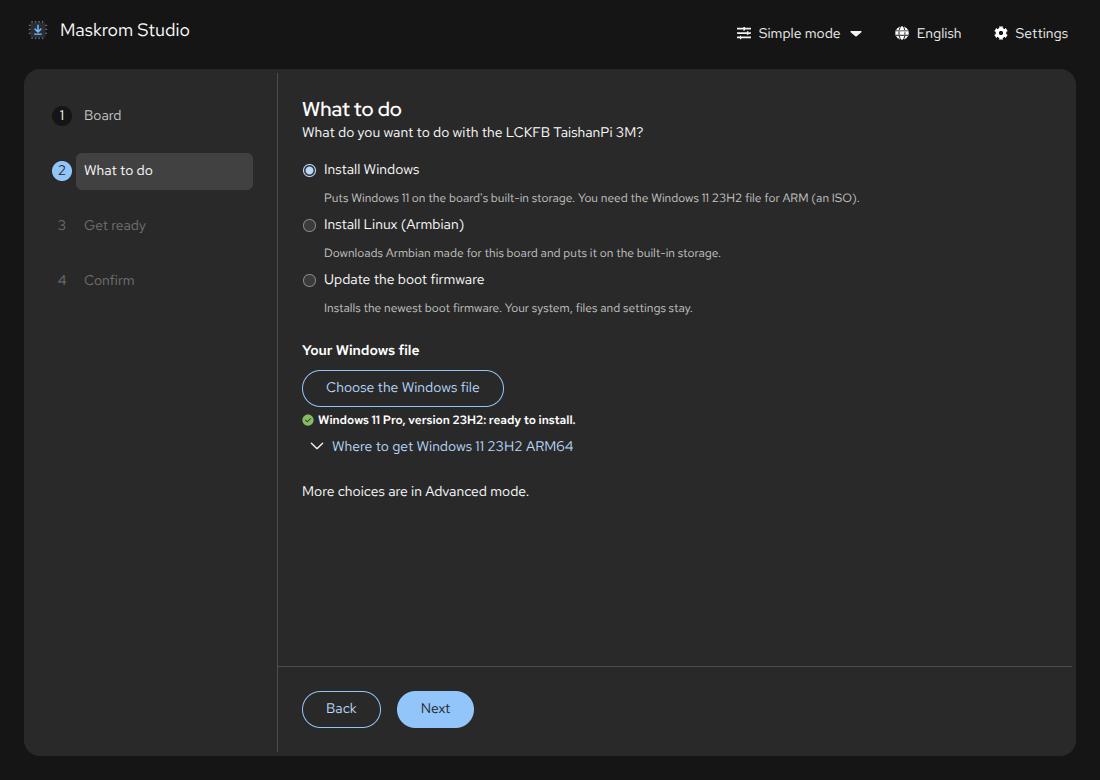 Maskrom Studio
Simple mode
English
Settings
1 Board
2 What to do
3 Get ready
4 Confirm
What to do
What do you want to do with the LCKFB TaishanPi 3M?
Install Windows
Puts Windows 11 on the board's built-in storage. You need the Windows 11 23H2 file for ARM (an ISO).
Install Linux (Armbian)
Downloads Armbian made for this board and puts it on the built-in storage.
Update the boot firmware
Installs the newest boot firmware. Your system, files and settings stay.
Your Windows file
Choose the Windows file
Windows 11 Pro, version 23H2: ready to install.
Where to get Windows 11 23H2 ARM64
More choices are in Advanced mode.
Back
Next